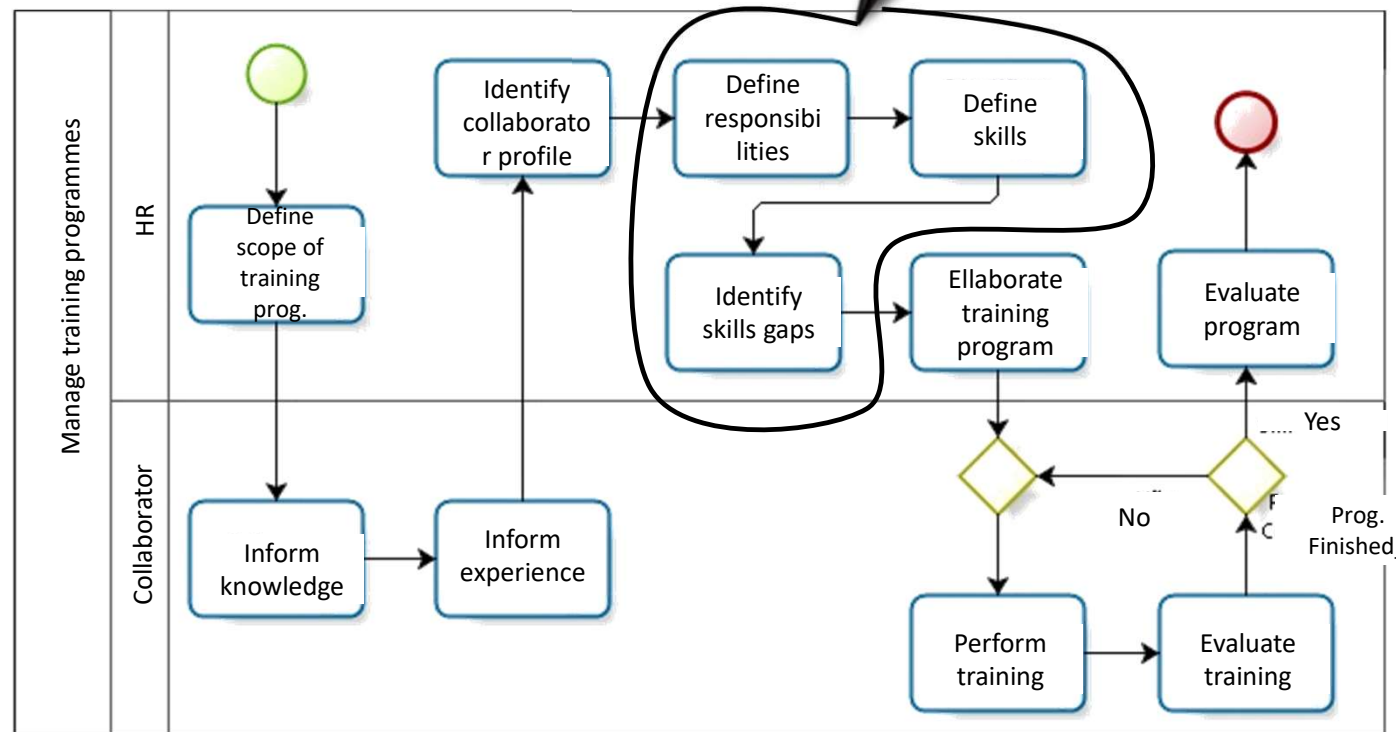 Manage training programmes
HR
Collaborator
Define
scope of
training
prog.
Inform
knowledge
Inform
experience
Identify
collaborato
r profile
Define
responsibi
lities
Define
skills
Identify
skills gaps
Ellaborate
training
program
Perform
training
Evaluate
training
Prog.
Finished
No
Yes
Evaluate
program